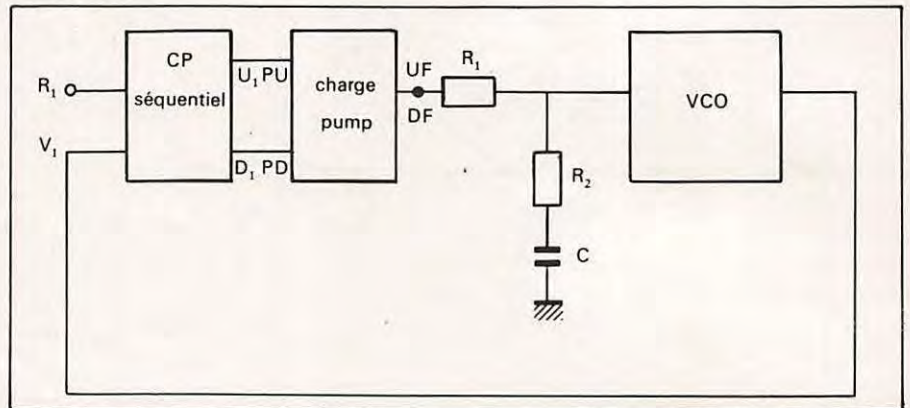 CP
séquentiel
R₁
V₁
U₁ PU
D₁ PD
charge
pump
UF
DF
R₁
R₂
C
VCO